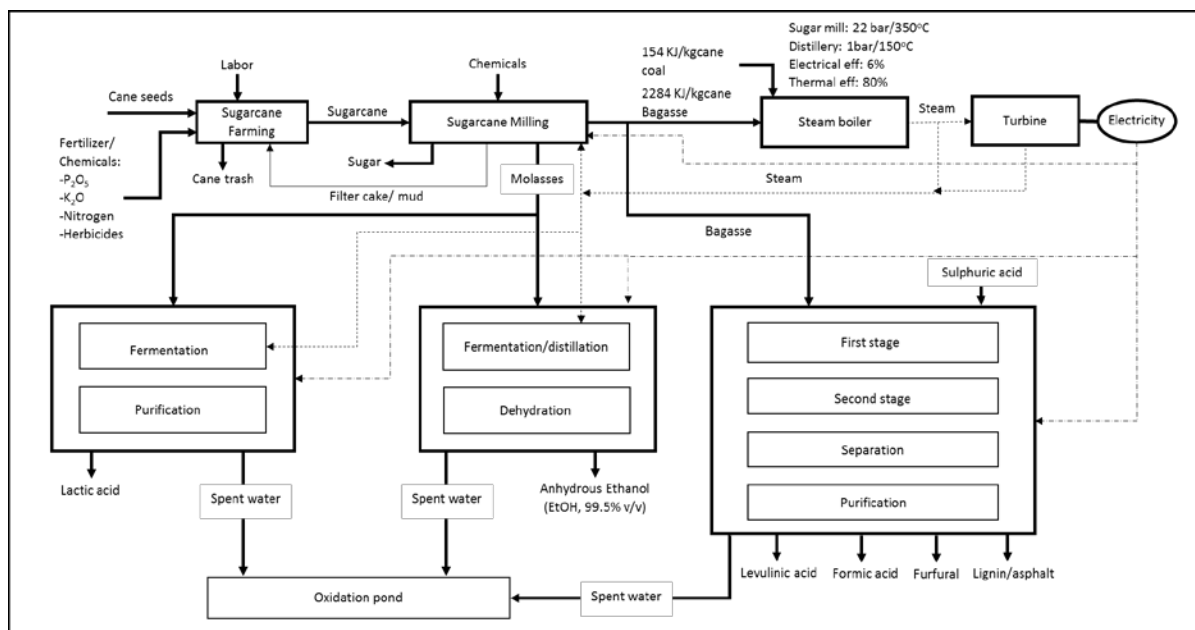 Sugar mill: 22 bar/350°C
Distillery: 1bar/150°C
Electrical eff: 6%
Thermal eff: 80%
154 KJ/kgcane
coal
2284 KJ/kgcane
Bagasse
Labor
Chemicals
Cane seeds
Sugarcane
Farming
Sugarcane
Sugarcane Milling
Steam boiler
Steam
Turbine
Electricity
Fertilizer/
Chemicals:
-P₂O₅
-K₂O
-Nitrogen
-Herbicides
Cane trash
Sugar
Filter cake/ mud
Molasses
Steam
Bagasse
Sulphuric acid
Fermentation
Purification
Fermentation/distillation
Dehydration
First stage
Second stage
Separation
Purification
Lactic acid
Spent water
Spent water
Anhydrous Ethanol
(EtOH, 99.5% v/v)
Levulinic acid
Formic acid
Furfural
Lignin/asphalt
Oxidation pond
Spent water